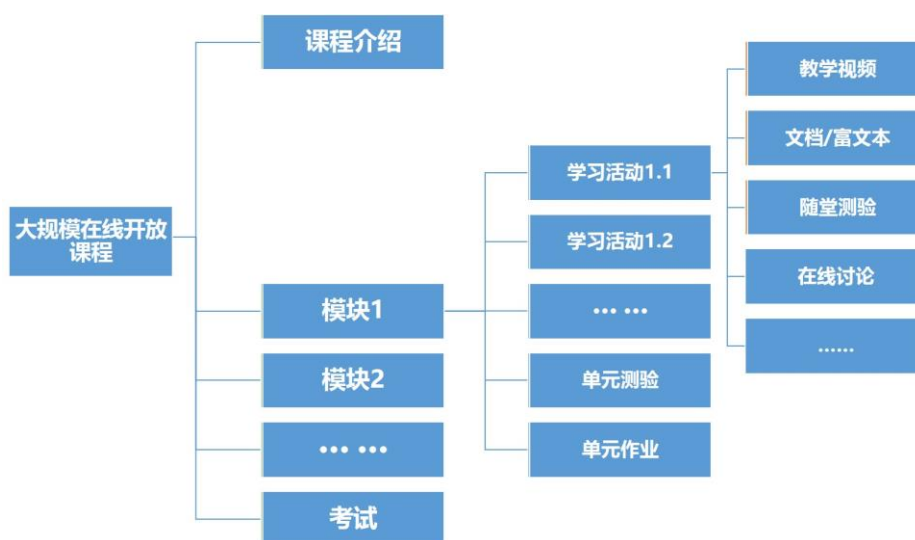 课程介绍
教学视频
文档/富文本
学习活动1.1
随堂测验
大规模在线开放
课程
学习活动1.2
在线讨论
模块1
••• •••
……
模块2
单元测验
••• •••
单元作业
考试